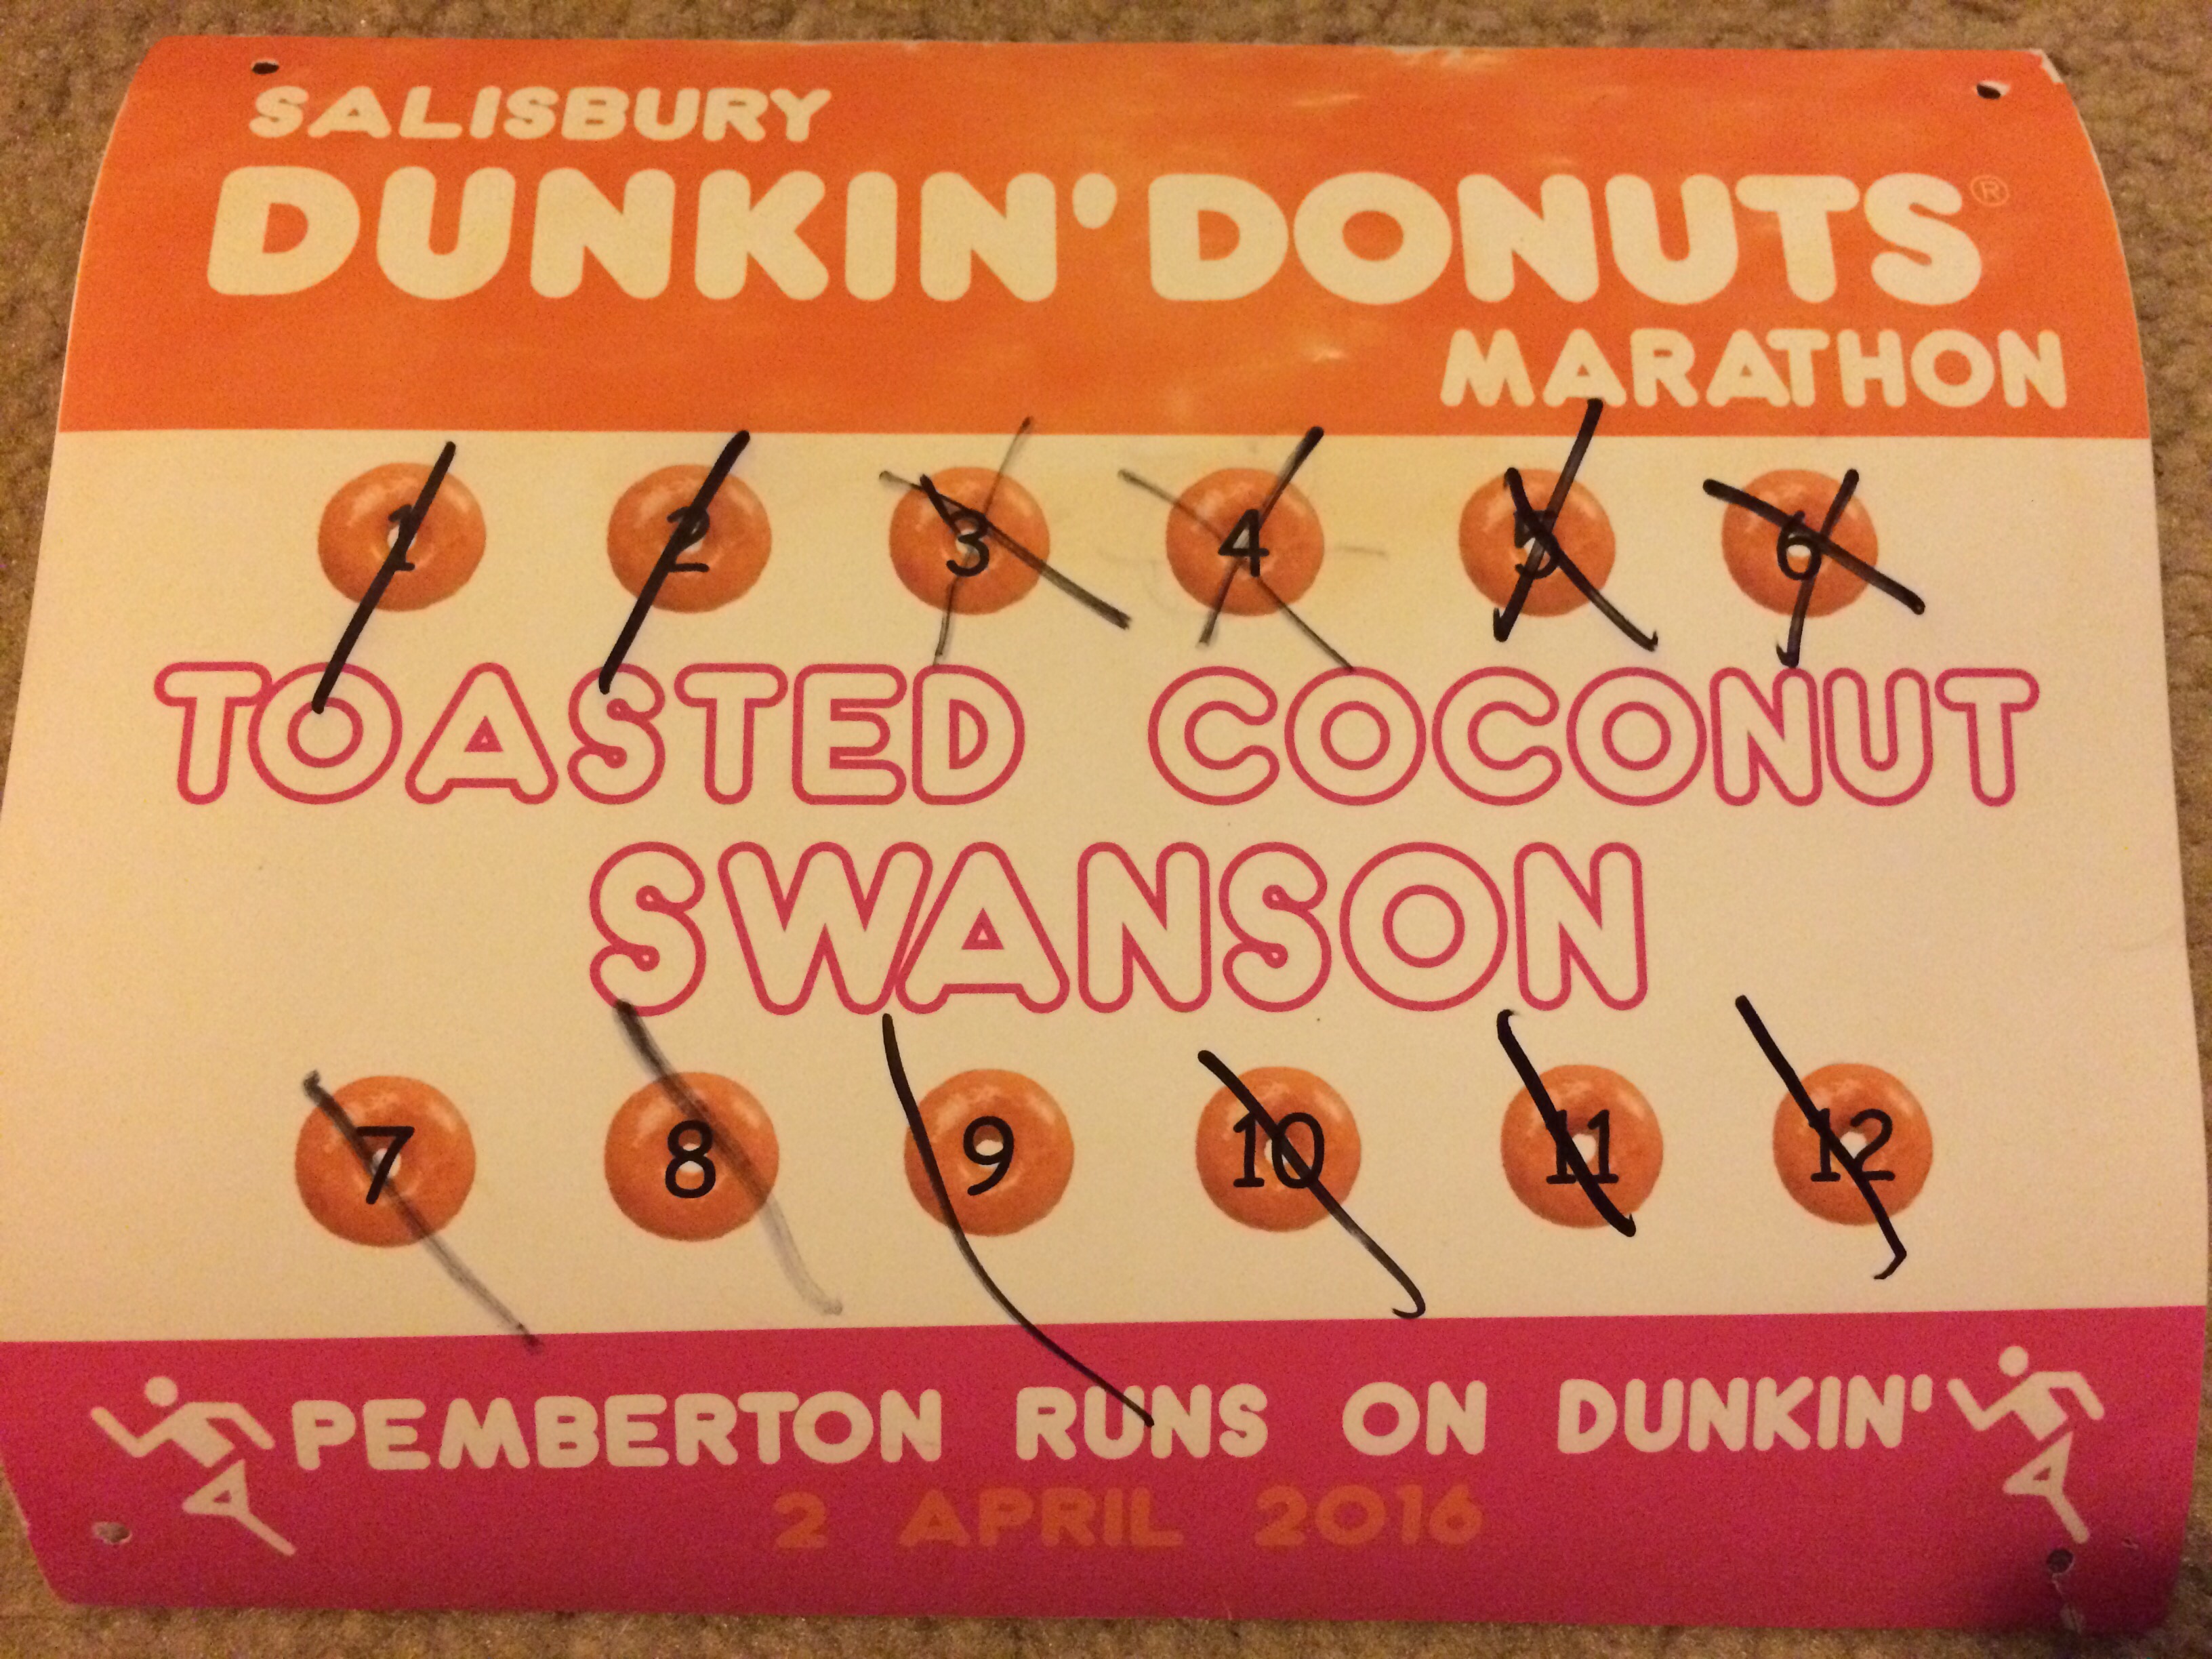 SALISBURY
DUNKIN' DONUTS®
MARATHON
1 2 3 4 5 6
TOASTED COCONUT
SWANSON
7 8 9 10 11 12
PEMBERTON RUNS ON DUNKIN'
2 APRIL 2016